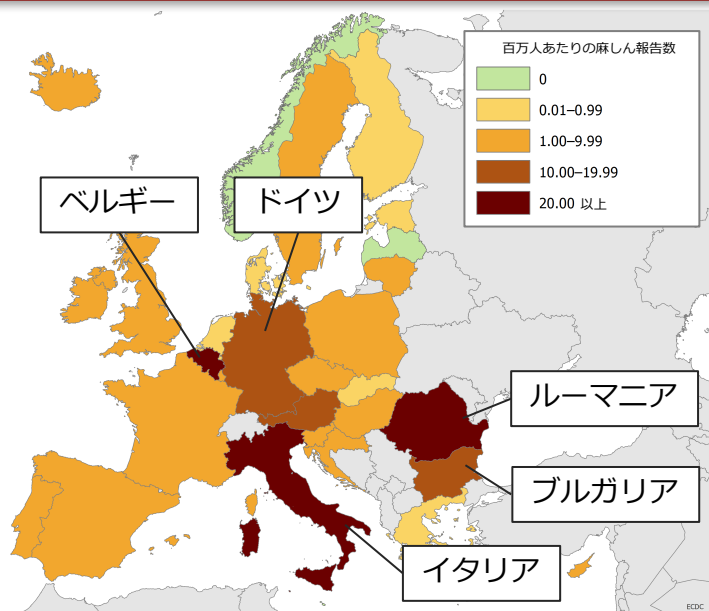 百万人あたりの麻しん報告数
0
0.01–0.99
1.00–9.99
10.00–19.99
20.00 以上
ベルギー
ドイツ
ルーマニア
ブルガリア
イタリア
ECDC